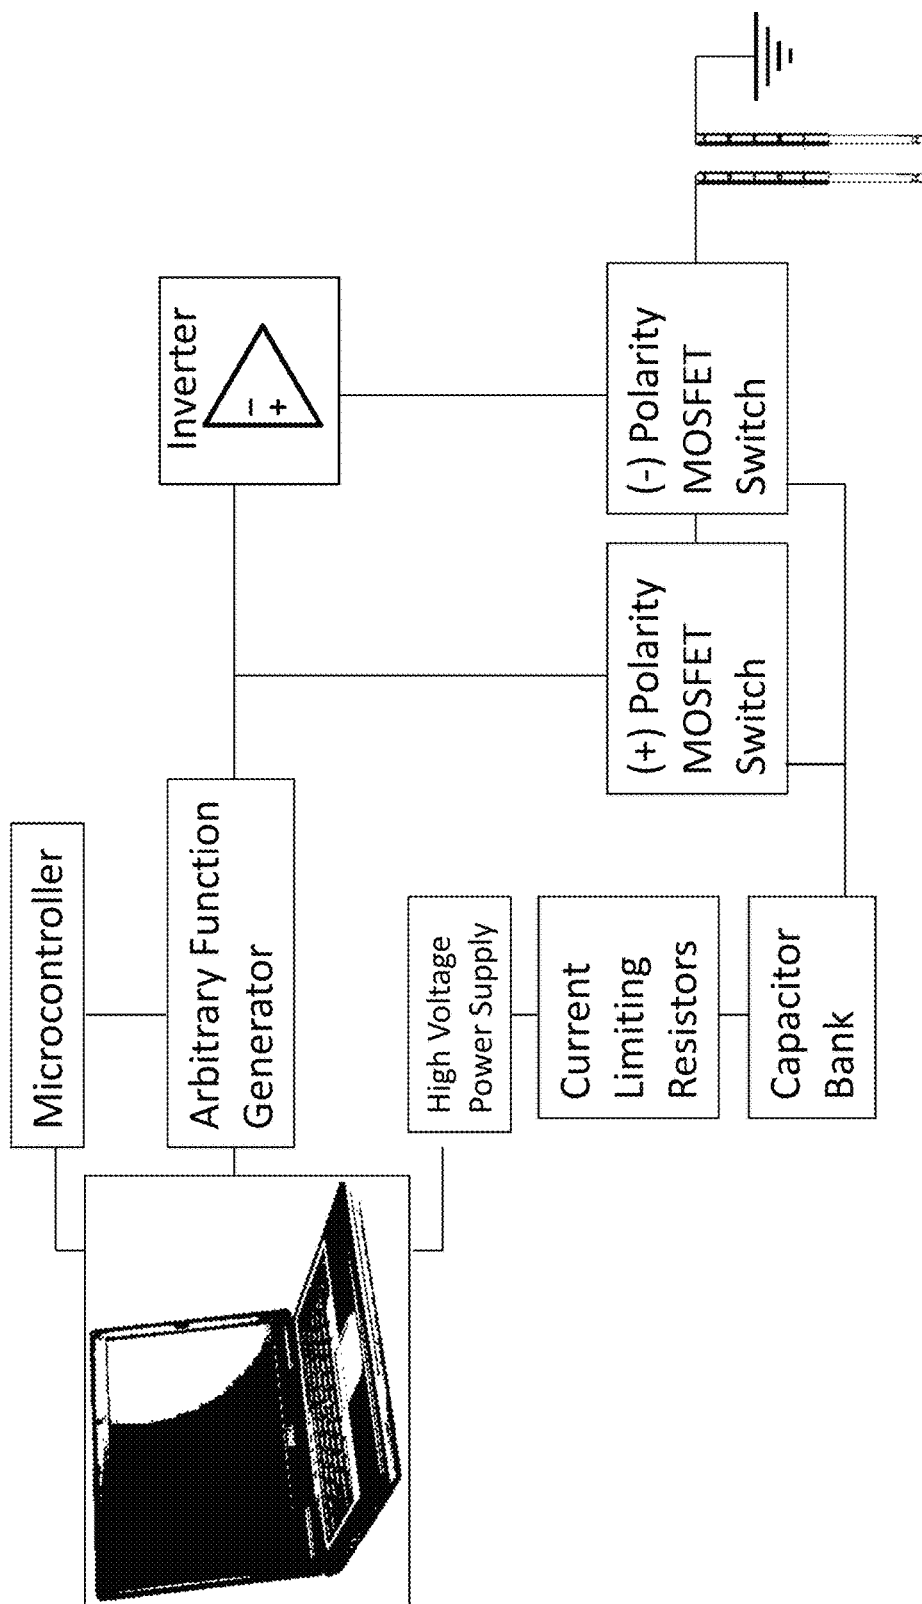 Microcontroller
Arbitrary Function
Generator
Inverter
−
+
High Voltage
Power Supply
Current
Limiting
Resistors
Capacitor
Bank
(+) Polarity
MOSFET
Switch
(-) Polarity
MOSFET
Switch